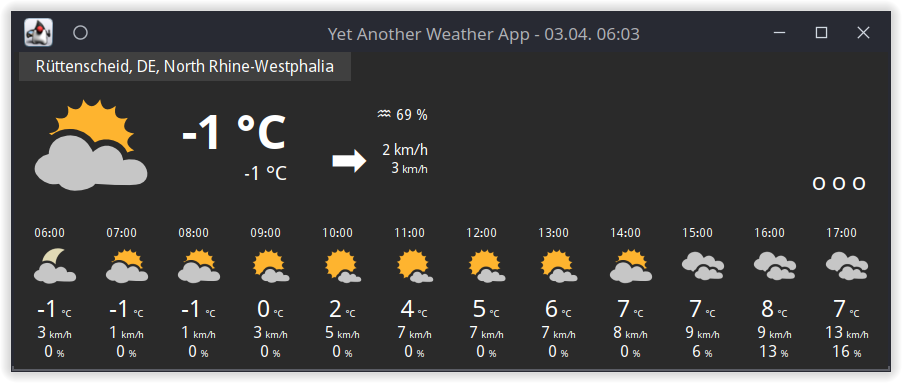 Yet Another Weather App - 03.04. 06:03
Rüttenscheid, DE, North Rhine-Westphalia
69 %
-1 °C
2 km/h
-1 °C
3 km/h
06:00 07:00 08:00 09:00 10:00 11:00 12:00 13:00 14:00 15:00 16:00 17:00
-1 °C -1 °C -1 °C 0 °C 2 °C 4 °C 5 °C 6 °C 7 °C 7 °C 8 °C 7 °C
3 km/h 1 km/h 1 km/h 3 km/h 5 km/h 7 km/h 7 km/h 7 km/h 8 km/h 9 km/h 9 km/h 13 km/h
0 % 0 % 0 % 0 % 0 % 0 % 0 % 0 % 0 % 6 % 13 % 16 %